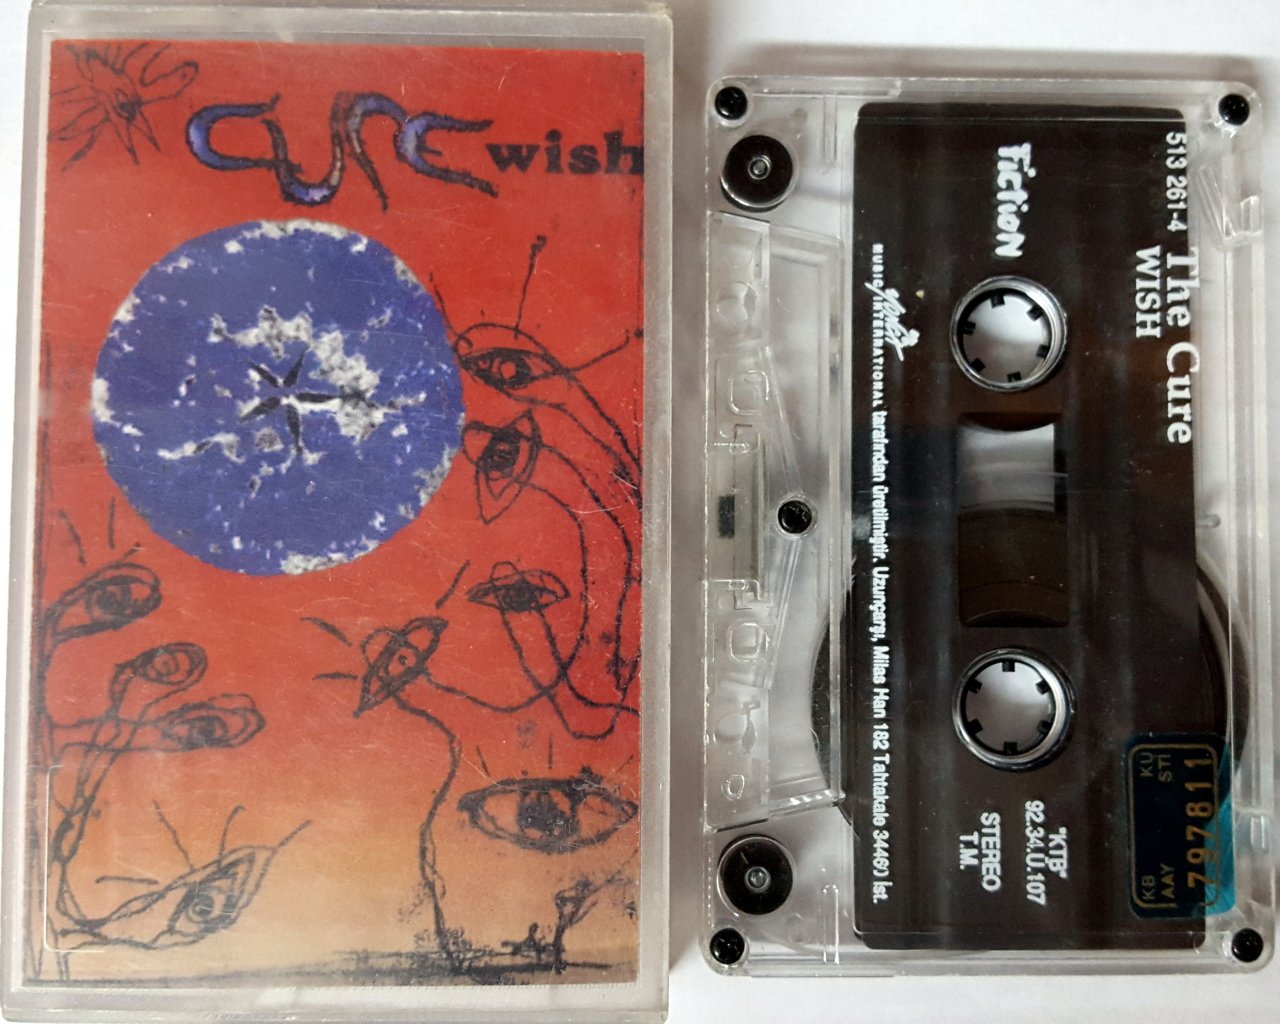 CURE wish
513 261-4 The Cure
WISH
FICTION
MUSIC INTERNATIONAL tarafından üretilmiştir. Uzunçarşı, Milas Han 182 Tahtakale 34460 İst.
"KTB"
92.34.Ü.107
STEREO
T.M.
KB KU
AAY STİ
797811